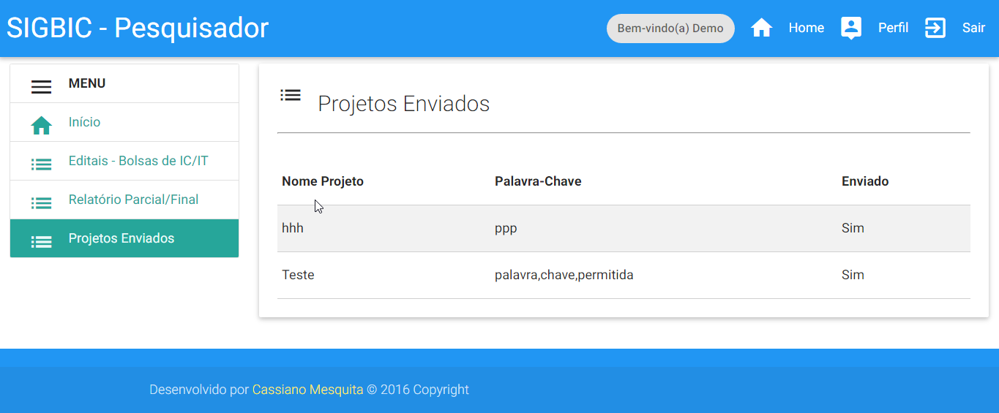 SIGBIC - Pesquisador
Bem-vindo(a) Demo Home Perfil Sair
MENU
Início
Editais - Bolsas de IC/IT
Relatório Parcial/Final
Projetos Enviados
Projetos Enviados
Nome Projeto Palavra-Chave Enviado
hhh ppp Sim
Teste palavra,chave,permitida Sim
Desenvolvido por Cassiano Mesquita © 2016 Copyright